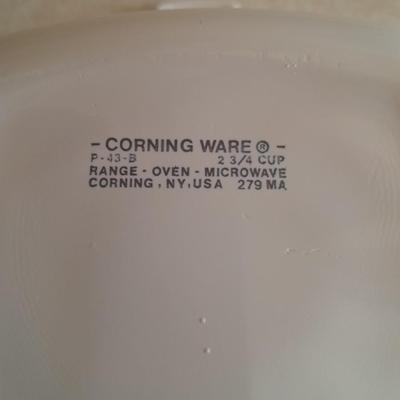 - CORNING WARE ® -
P-43-B 2 3/4 CUP
RANGE - OVEN - MICROWAVE
CORNING, NY, USA 279 MA